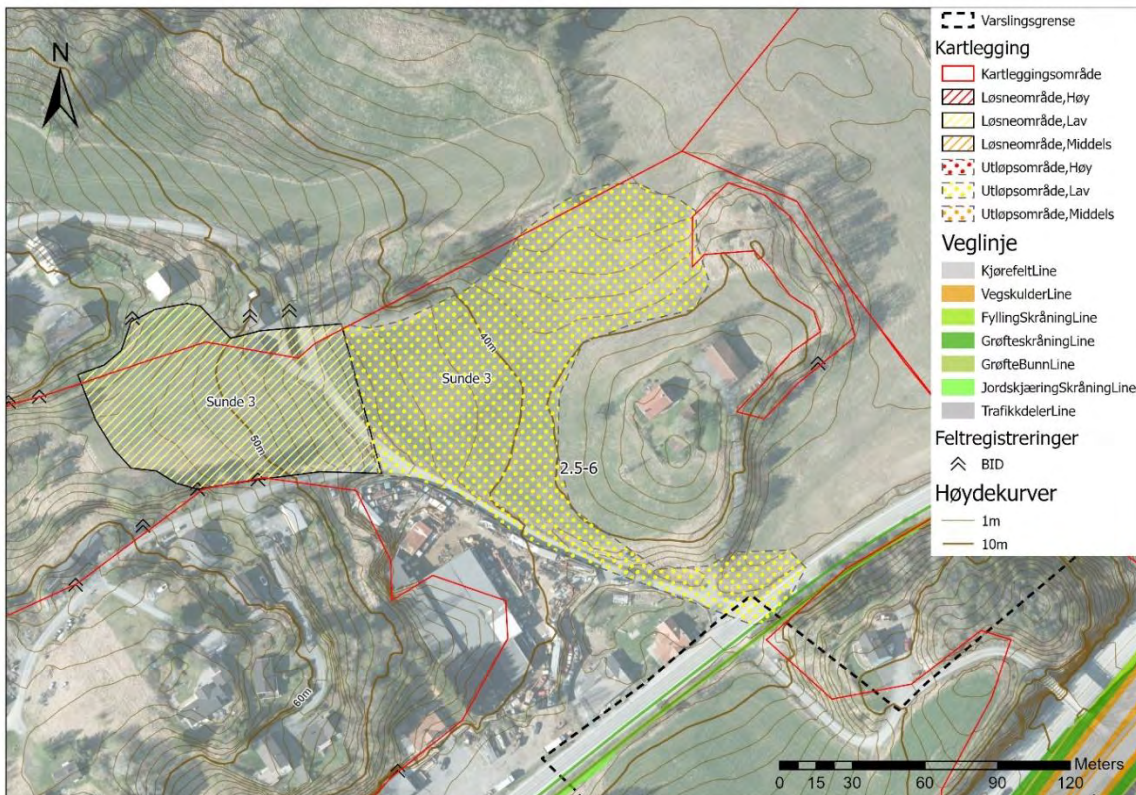 N
40m
Sunde 3
Sunde 3
50m
2.5-6
60m
Varslingsgrense
Kartlegging
Kartleggingsområde
Løsneområde,Høy
Løsneområde,Lav
Løsneområde,Middels
Utløpsområde,Høy
Utløpsområde,Lav
Utløpsområde,Middels
Veglinje
KjørefeltLine
VegskulderLine
FyllingSkråningLine
GrøfteskråningLine
GrøfteBunnLine
JordskjæringSkråningLine
TrafikkdelerLine
Feltregistreringer
BID
Høydekurver
1m
10m
Meters
0 15 30 60 90 120